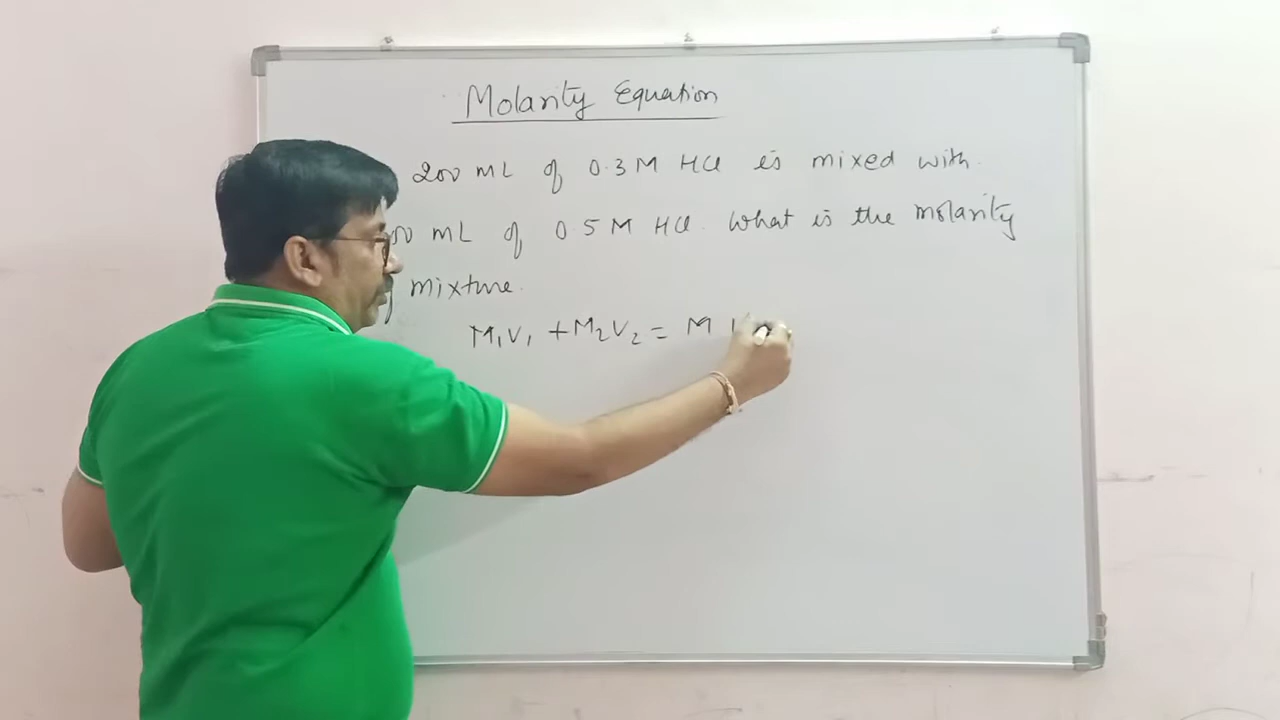 Molarity Equation
200 mL of 0.3 M HCl is mixed with.
mL of 0.5 M HCl. What is the molarity
mixture.
M₁V₁ + M₂V₂ = M